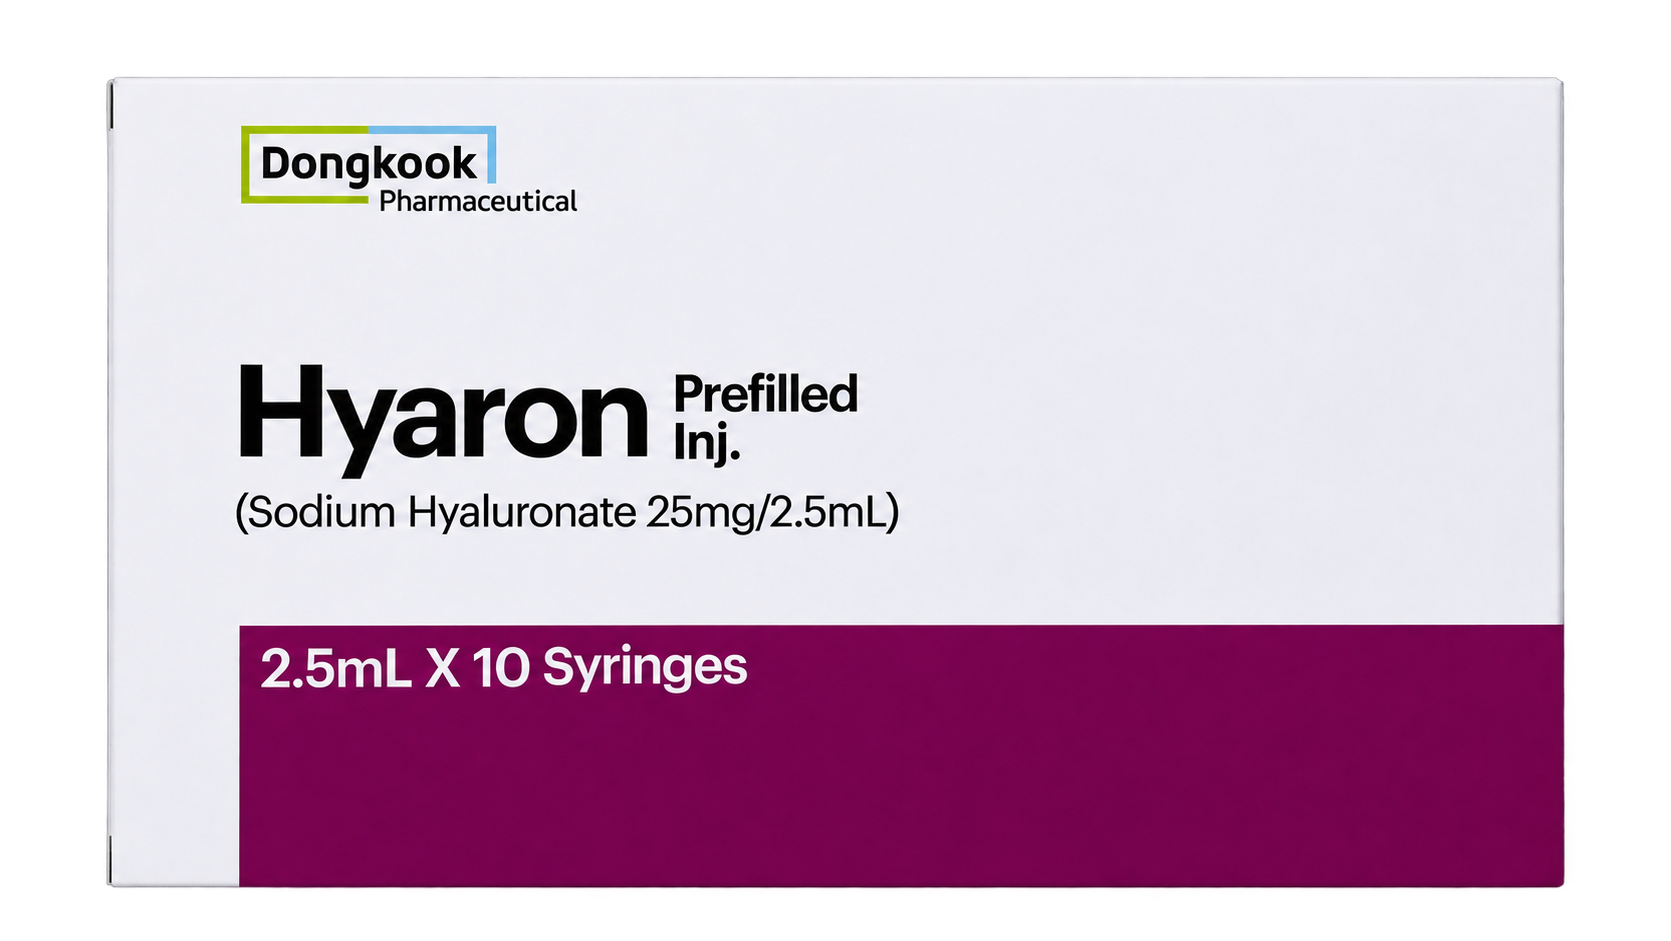 Dongkook
Pharmaceutical
Hyaron
Prefilled
Inj.
(Sodium Hyaluronate 25mg/2.5mL)
2.5mL X 10 Syringes